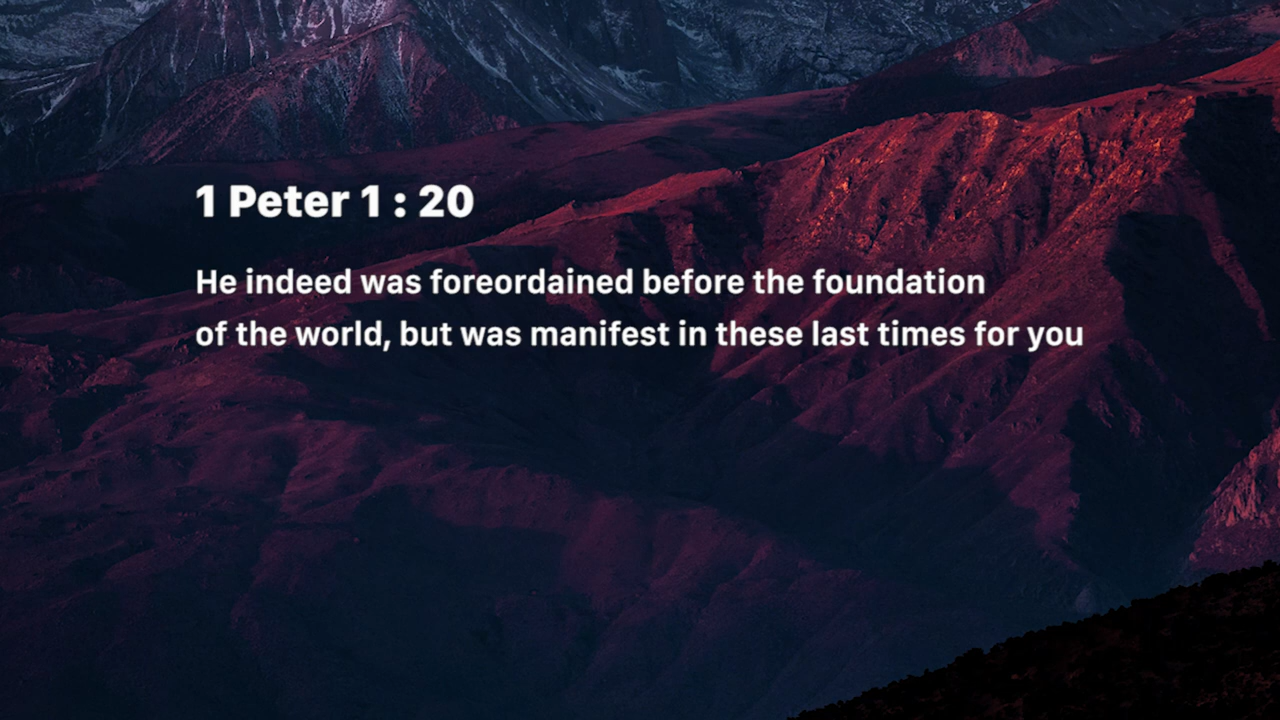 1 Peter 1 : 20
He indeed was foreordained before the foundation
of the world, but was manifest in these last times for you